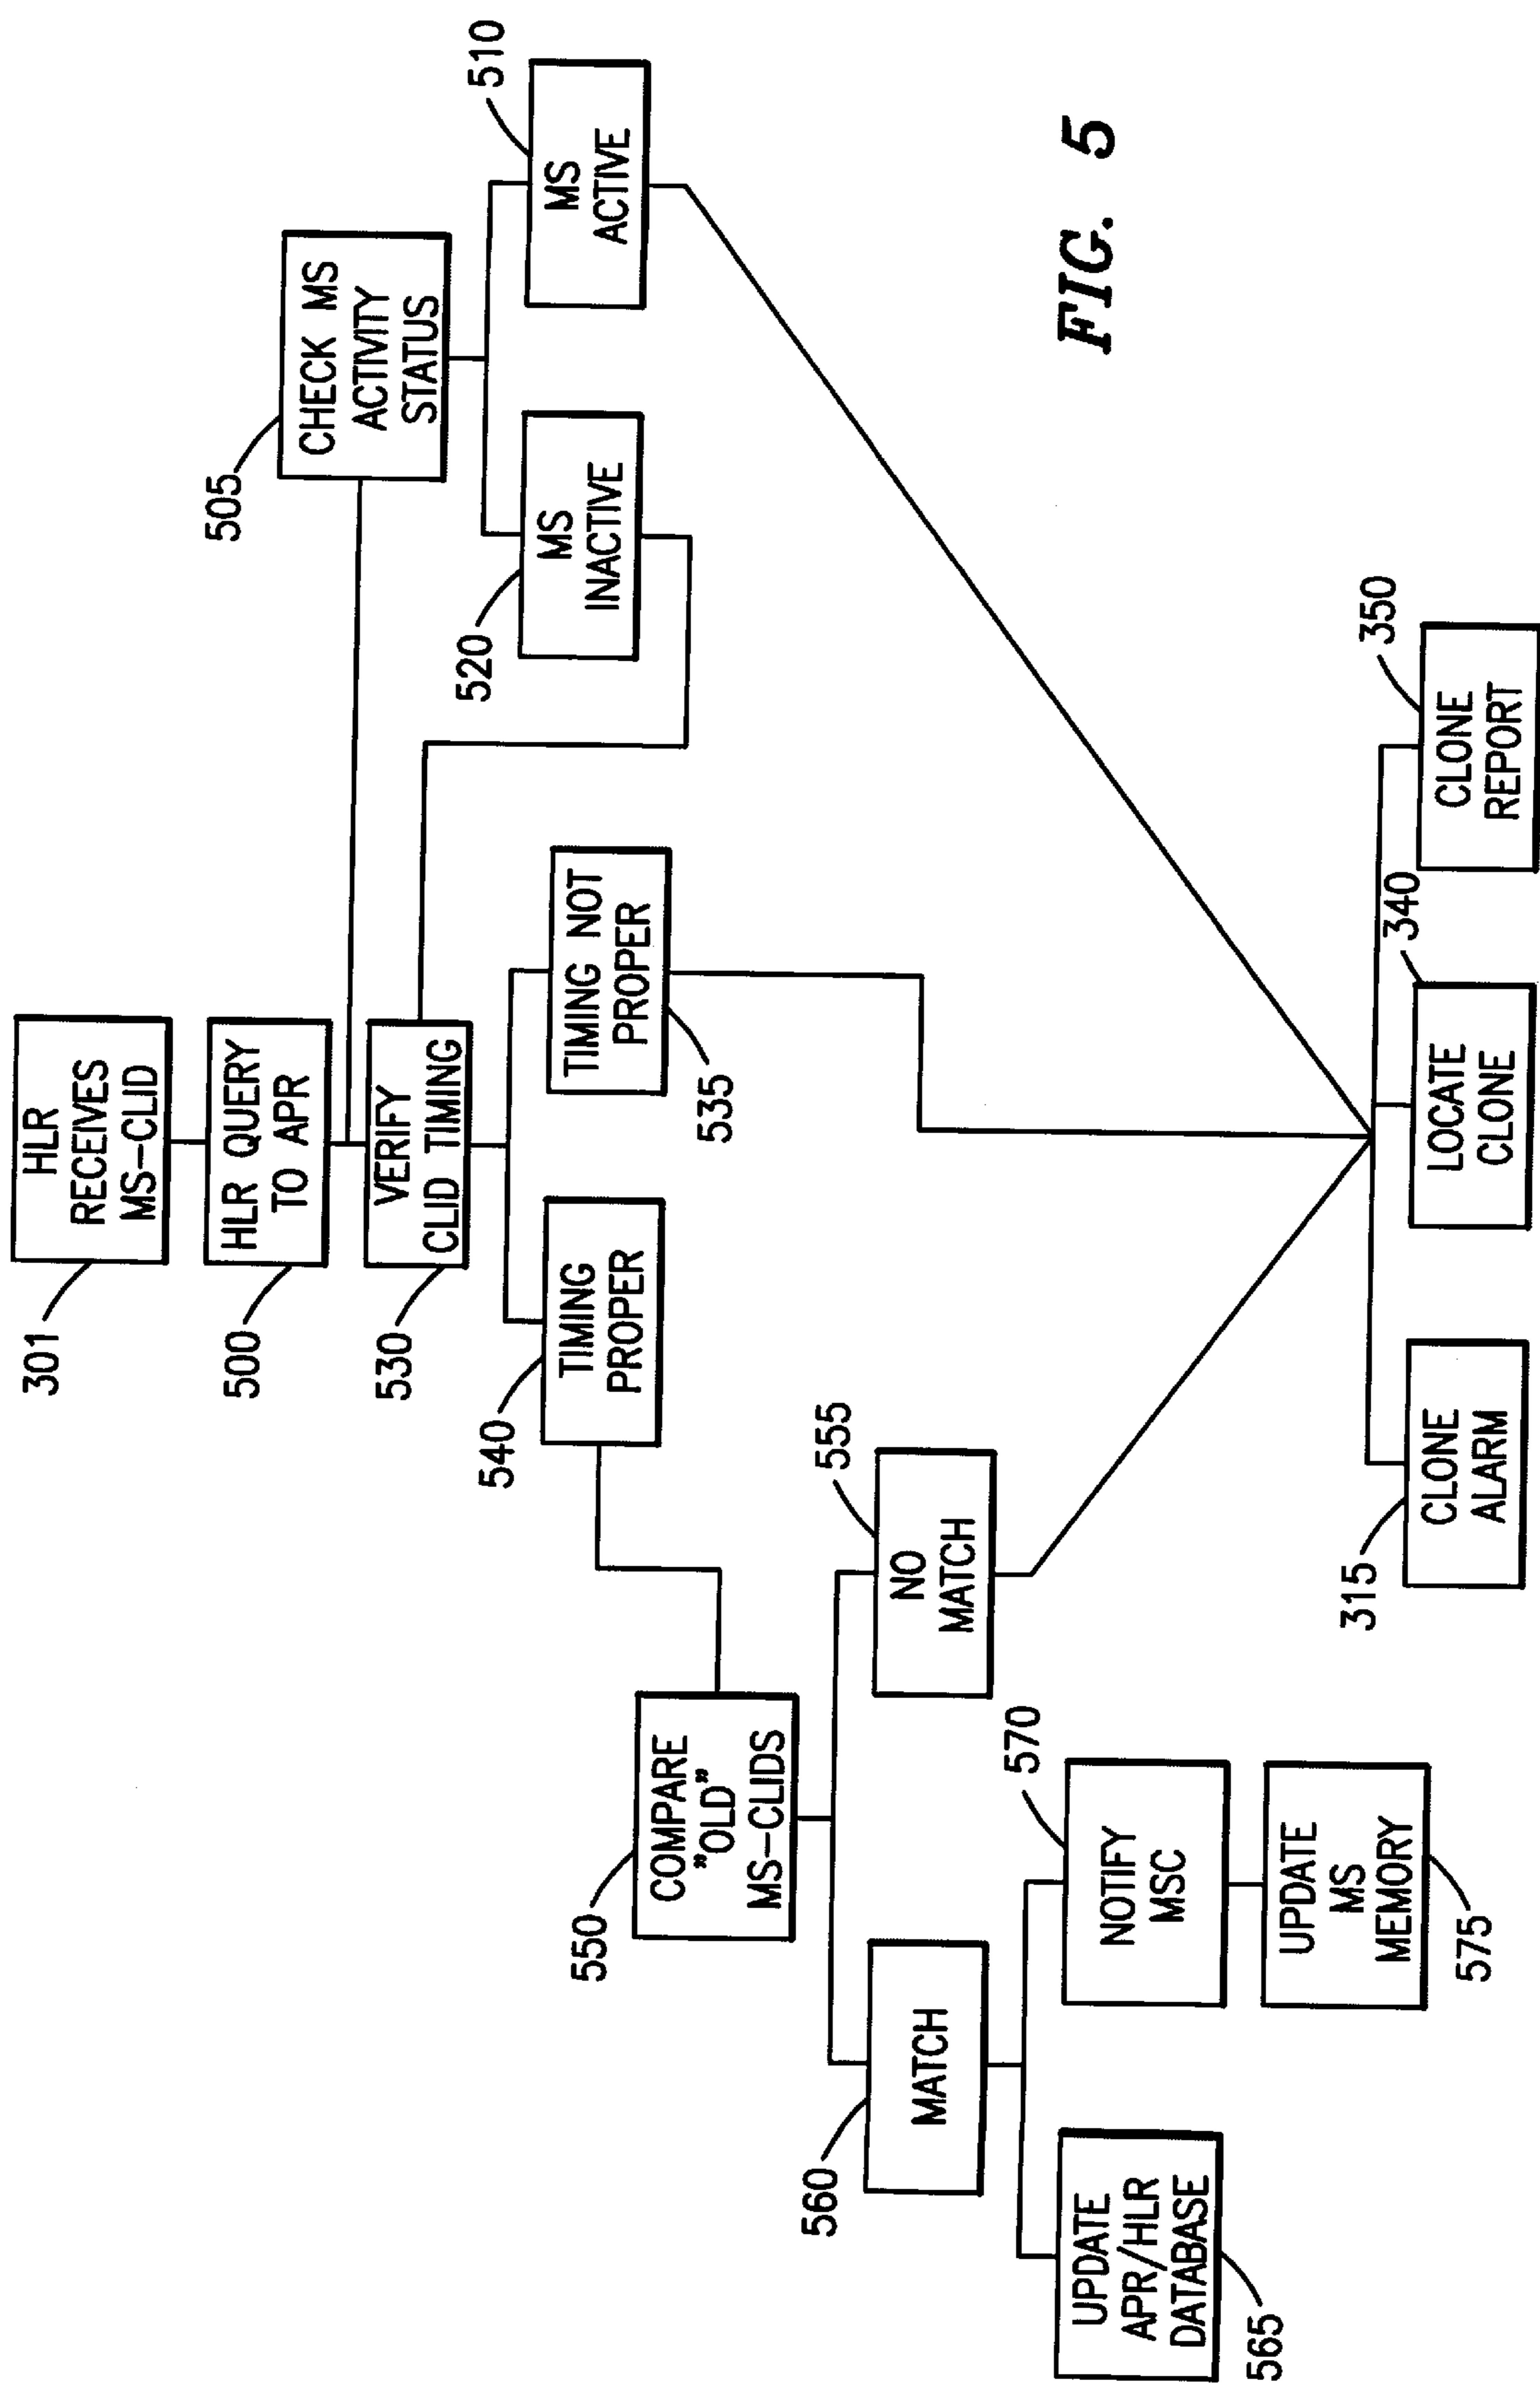 301
HLR
RECEIVES
MS-CLID
500
HLR QUERY
TO APR
505
CHECK MS
ACTIVITY
STATUS
530
VERIFY
CLID TIMING
510
MS
ACTIVE
520
MS
INACTIVE
540
TIMING
PROPER
535
TIMING NOT
PROPER
550
COMPARE
"OLD"
MS-CLIDS
555
NO
MATCH
560
MATCH
570
NOTIFY
MSC
565
UPDATE
APR/HLR
DATABASE
575
UPDATE
MS
MEMORY
315
CLONE
ALARM
340
LOCATE
CLONE
350
CLONE
REPORT
FIG. 5